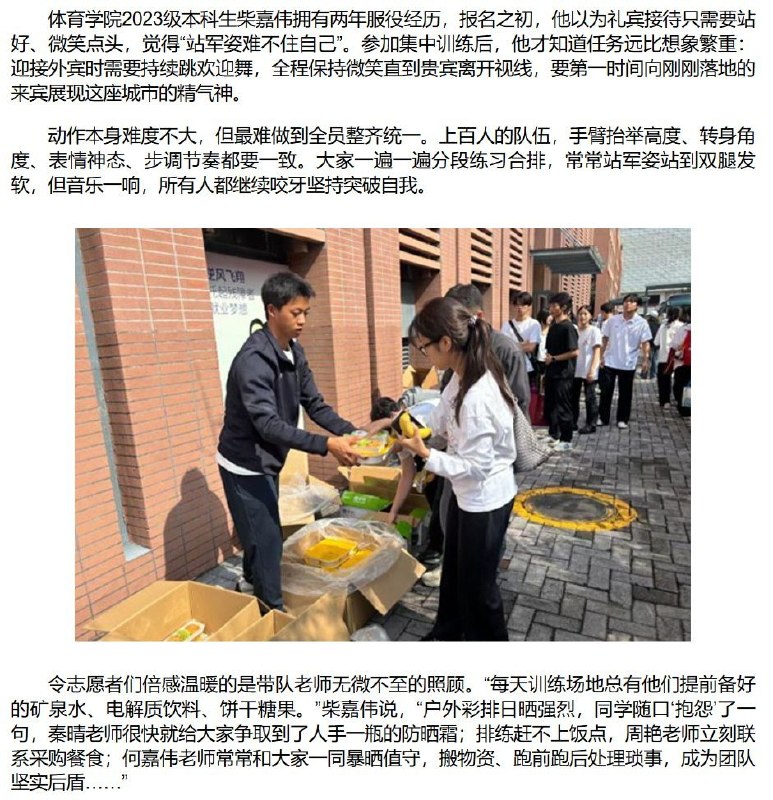 体育学院2023级本科生柴嘉伟拥有两年服役经历，报名之初，他以为礼宾接待只需要站
好、微笑点头，觉得“站军姿难不住自己”。参加集中训练后，他才知道任务远比想象繁重：
迎接外宾时需要持续跳欢迎舞，全程保持微笑直到贵宾离开视线，要第一时间向刚刚落地的
来宾展现这座城市的精气神。
动作本身难度不大，但最难做到全员整齐统一。上百人的队伍，手臂抬举高度、转身角
度、表情神态、步调节奏都要一致。大家一遍一遍分段练习合排，常常站军姿站到双腿发
软，但音乐一响，所有人都继续咬牙坚持突破自我。
逆风飞翔
托起残障者
就业梦想
令志愿者们倍感温暖的是带队老师无微不至的照顾。“每天训练场地总有他们提前备好
的矿泉水、电解质饮料、饼干糖果。”柴嘉伟说，“户外彩排日晒强烈，同学随口‘抱怨’了一
句，秦晴老师很快就给大家争取到了人手一瓶的防晒霜；排练赶不上饭点，周艳老师立刻联
系采购餐食；何嘉伟老师常常和大家一同暴晒值守，搬物资、跑前跑后处理琐事，成为团队
坚实后盾……”